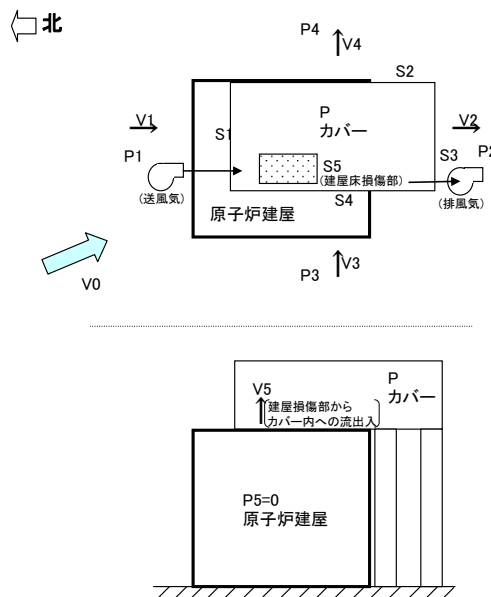 北
P4
V4
S2
P
カバー
V1
S1
V2
P1
S5
S3
P2
(建屋床損傷部)
(送風気)
S4
(排風気)
原子炉建屋
V3
P3
V0
P
カバー
V5
建屋損傷部から
カバー内への流出入
P5=0
原子炉建屋